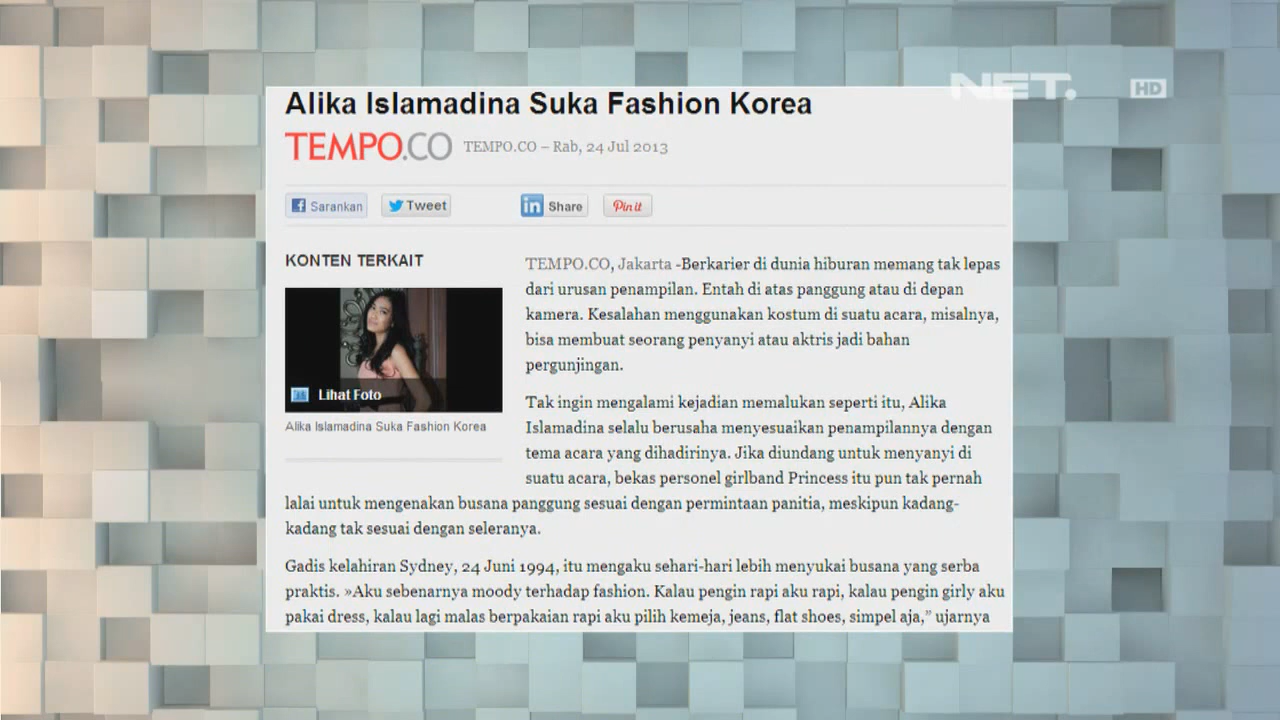 NET.
HD
Alika Islamadina Suka Fashion Korea
TEMPO.CO TEMPO.CO – Rab, 24 Jul 2013
Sarankan Tweet Share Pin it
KONTEN TERKAIT
Lihat Foto
Alika Islamadina Suka Fashion Korea
TEMPO.CO, Jakarta -Berkarier di dunia hiburan memang tak lepas
dari urusan penampilan. Entah di atas panggung atau di depan
kamera. Kesalahan menggunakan kostum di suatu acara, misalnya,
bisa membuat seorang penyanyi atau aktris jadi bahan
pergunjingan.
Tak ingin mengalami kejadian memalukan seperti itu, Alika
Islamadina selalu berusaha menyesuaikan penampilannya dengan
tema acara yang dihadirinya. Jika diundang untuk menyanyi di
suatu acara, bekas personel girlband Princess itu pun tak pernah
lalai untuk mengenakan busana panggung sesuai dengan permintaan panitia, meskipun kadang-
kadang tak sesuai dengan seleranya.
Gadis kelahiran Sydney, 24 Juni 1994, itu mengaku sehari-hari lebih menyukai busana yang serba
praktis. »Aku sebenarnya moody terhadap fashion. Kalau pengin rapi aku rapi, kalau pengin girly aku
pakai dress, kalau lagi malas berpakaian rapi aku pilih kemeja, jeans, flat shoes, simpel aja,” ujarnya